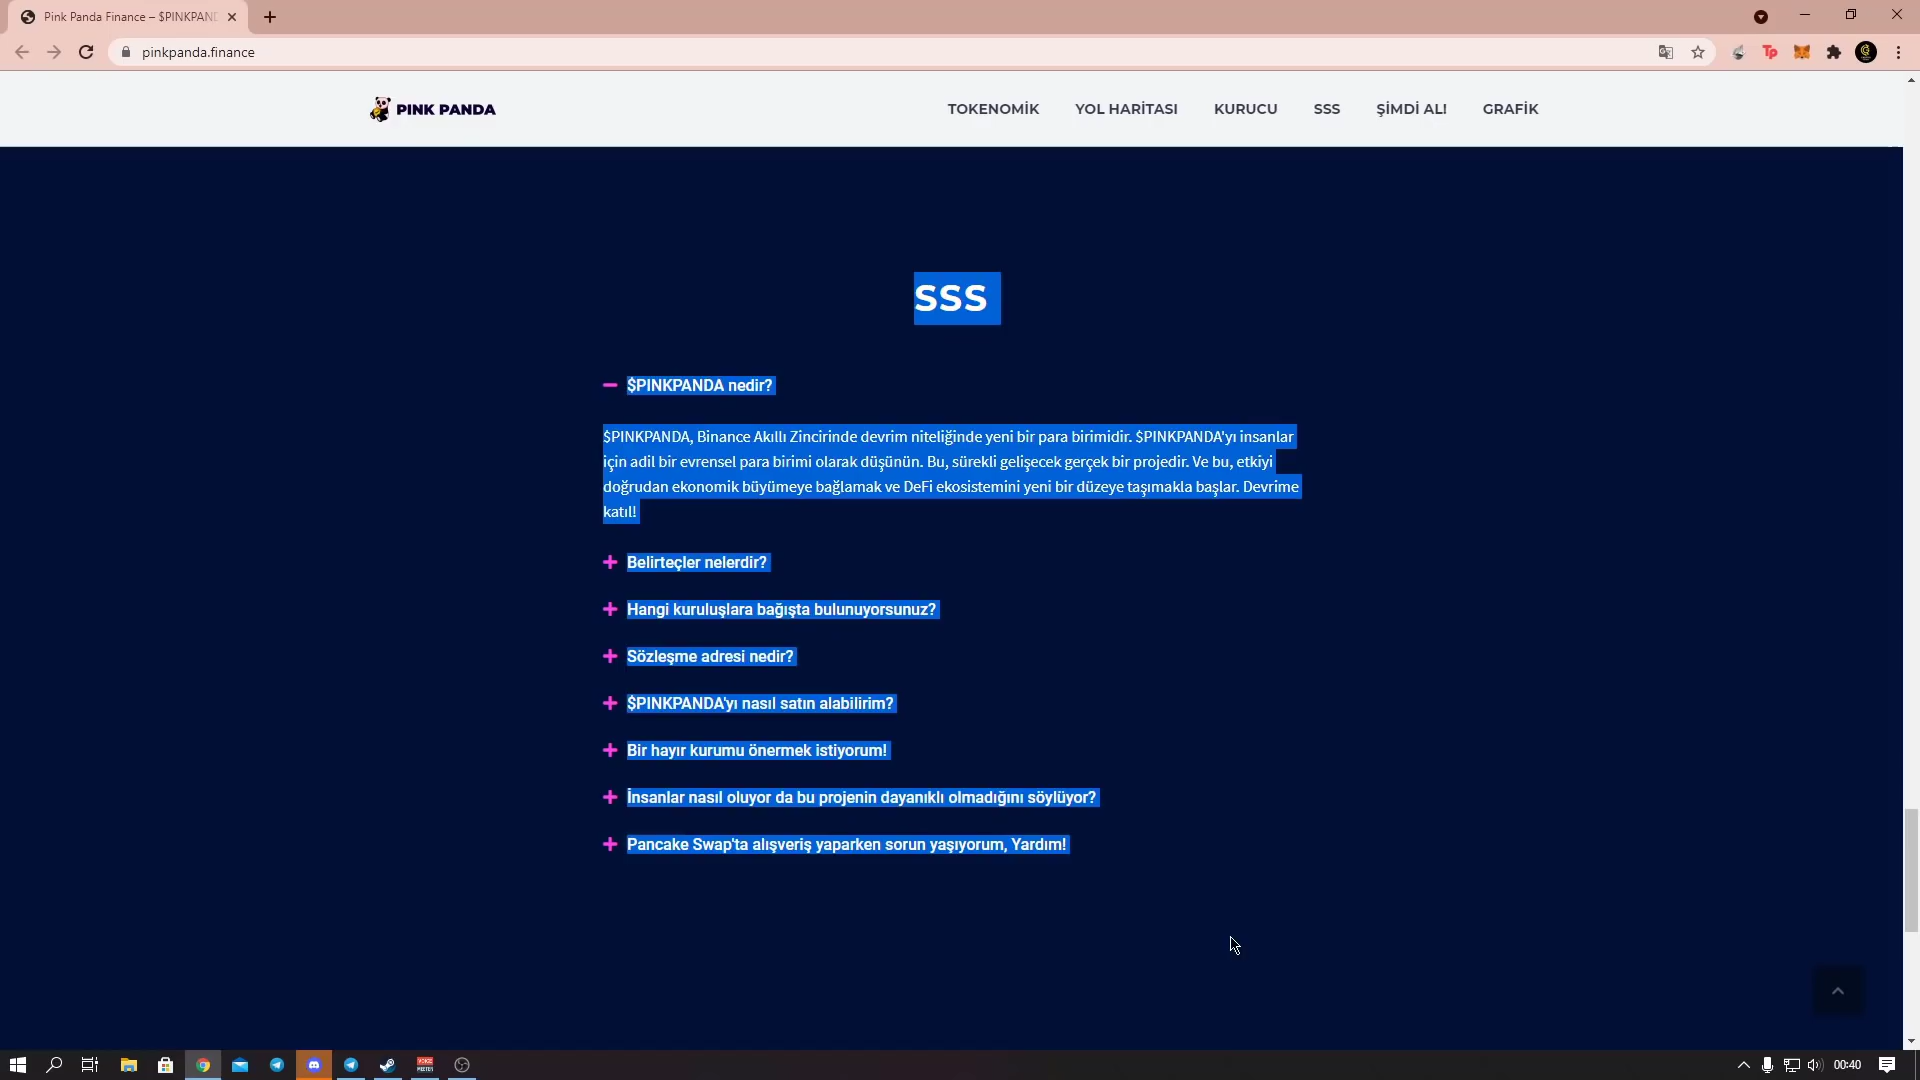 Pink Panda Finance – $PINKPAND
pinkpanda.finance
Tp
PINK PANDA
TOKENOMİK YOL HARİTASI KURUCU SSS ŞİMDİ AL! GRAFİK
SSS
$PINKPANDA nedir?
$PINKPANDA, Binance Akıllı Zincirinde devrim niteliğinde yeni bir para birimidir. $PINKPANDA'yı insanlar
için adil bir evrensel para birimi olarak düşünün. Bu, sürekli gelişecek gerçek bir projedir. Ve bu, etkiyi
doğrudan ekonomik büyümeye bağlamak ve DeFi ekosistemini yeni bir düzeye taşımakla başlar. Devrime
katıl!
Belirteçler nelerdir?
Hangi kuruluşlara bağışta bulunuyorsunuz?
Sözleşme adresi nedir?
$PINKPANDA'yı nasıl satın alabilirim?
Bir hayır kurumu önermek istiyorum!
İnsanlar nasıl oluyor da bu projenin dayanıklı olmadığını söylüyor?
Pancake Swap'ta alışveriş yaparken sorun yaşıyorum, Yardım!
00:40